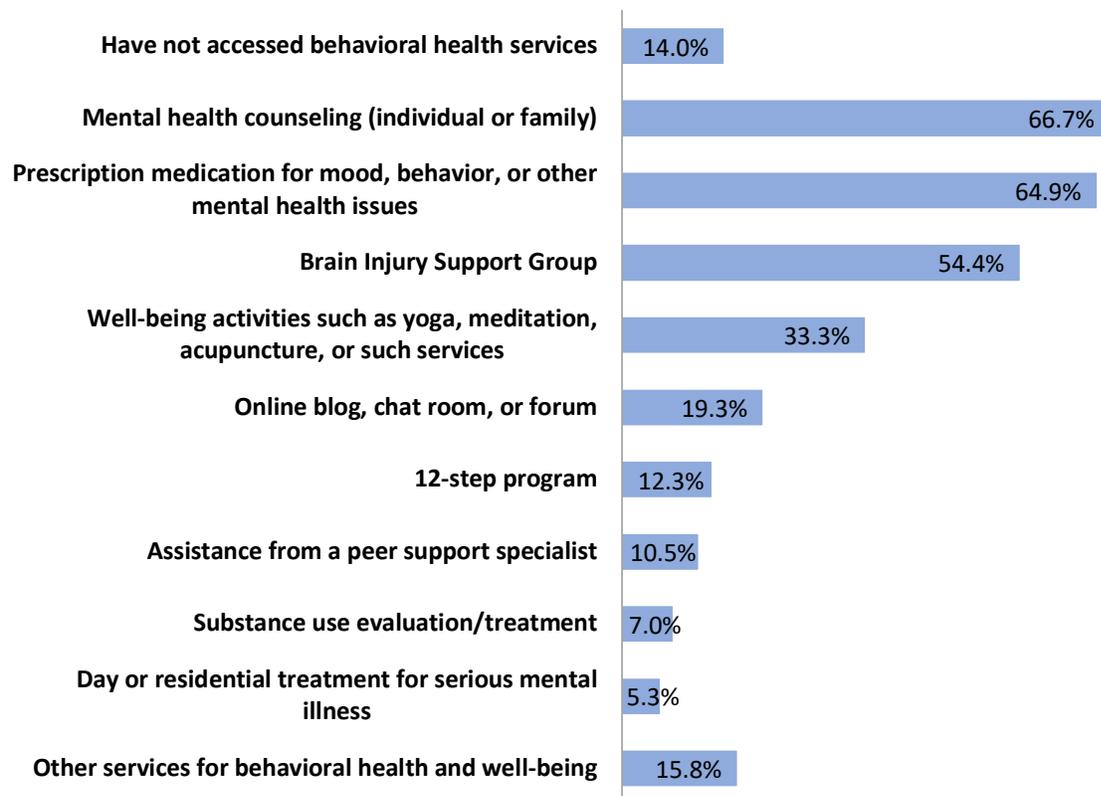 Have not accessed behavioral health services 14.0%
Mental health counseling (individual or family) 66.7%
Prescription medication for mood, behavior, or other
mental health issues 64.9%
Brain Injury Support Group 54.4%
Well-being activities such as yoga, meditation,
acupuncture, or such services 33.3%
Online blog, chat room, or forum 19.3%
12-step program 12.3%
Assistance from a peer support specialist 10.5%
Substance use evaluation/treatment 7.0%
Day or residential treatment for serious mental
illness 5.3%
Other services for behavioral health and well-being 15.8%